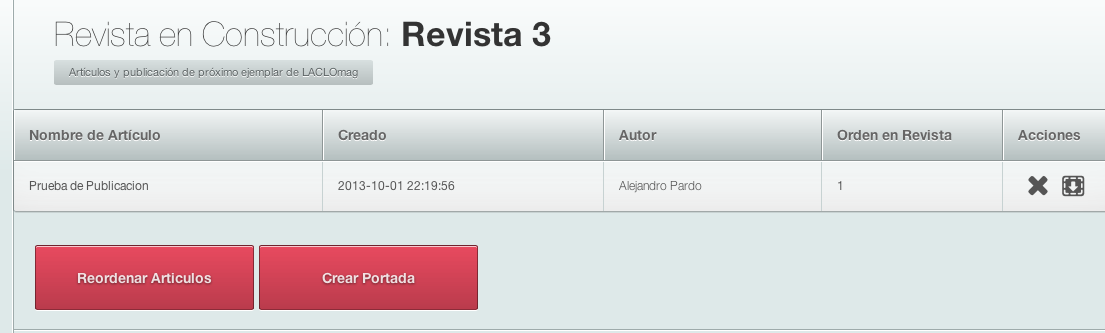 Revista en Construcción: Revista 3
Articulos y publicación de próximo ejemplar de LACLOmag
Nombre de Artículo Creado Autor Orden en Revista Acciones
Prueba de Publicacion 2013-10-01 22:19:56 Alejandro Pardo 1
Reordenar Articulos Crear Portada